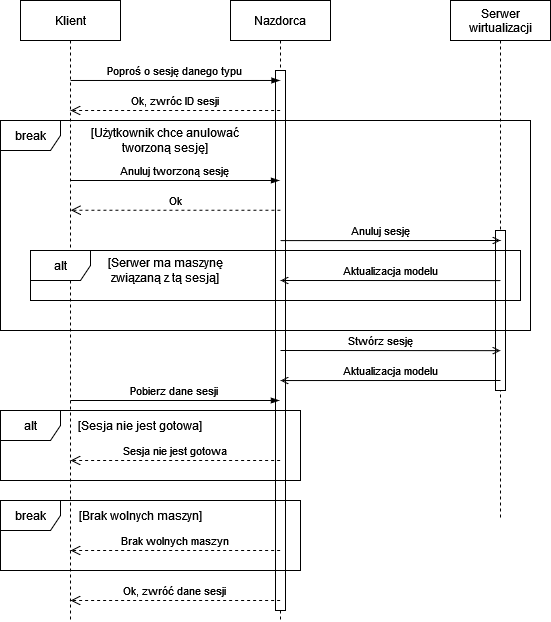 Klient
Nazdorca
Serwer
wirtualizacji
Poproś o sesję danego typu
Ok, zwróc ID sesji
break
[Użytkownik chce anulować
tworzoną sesję]
Anuluj tworzoną sesję
Ok
Anuluj sesję
alt
[Serwer ma maszynę
związaną z tą sesją]
Aktualizacja modelu
Stwórz sesję
Aktualizacja modelu
Pobierz dane sesji
alt
[Sesja nie jest gotowa]
Sesja nie jest gotowa
break
[Brak wolnych maszyn]
Brak wolnych maszyn
Ok, zwróć dane sesji